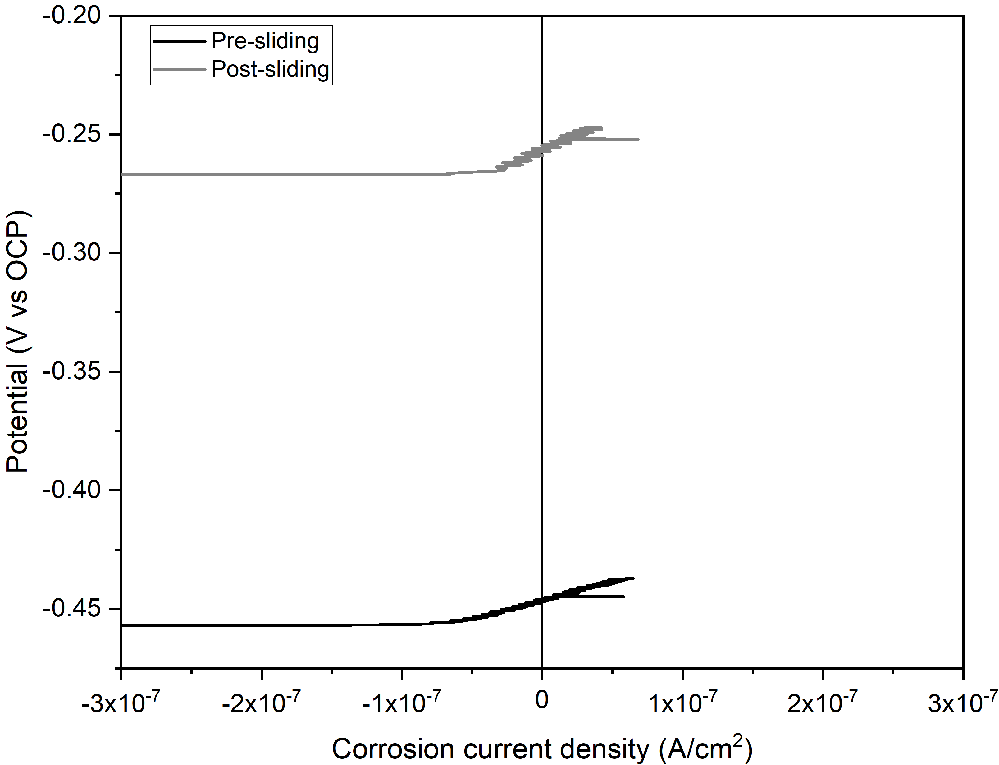 -0.20
Pre-sliding
Post-sliding
-0.25
-0.30
-0.35
-0.40
-0.45
Potential (V vs OCP)
-3x10⁻⁷ -2x10⁻⁷ -1x10⁻⁷ 0 1x10⁻⁷ 2x10⁻⁷ 3x10⁻⁷
Corrosion current density (A/cm²)